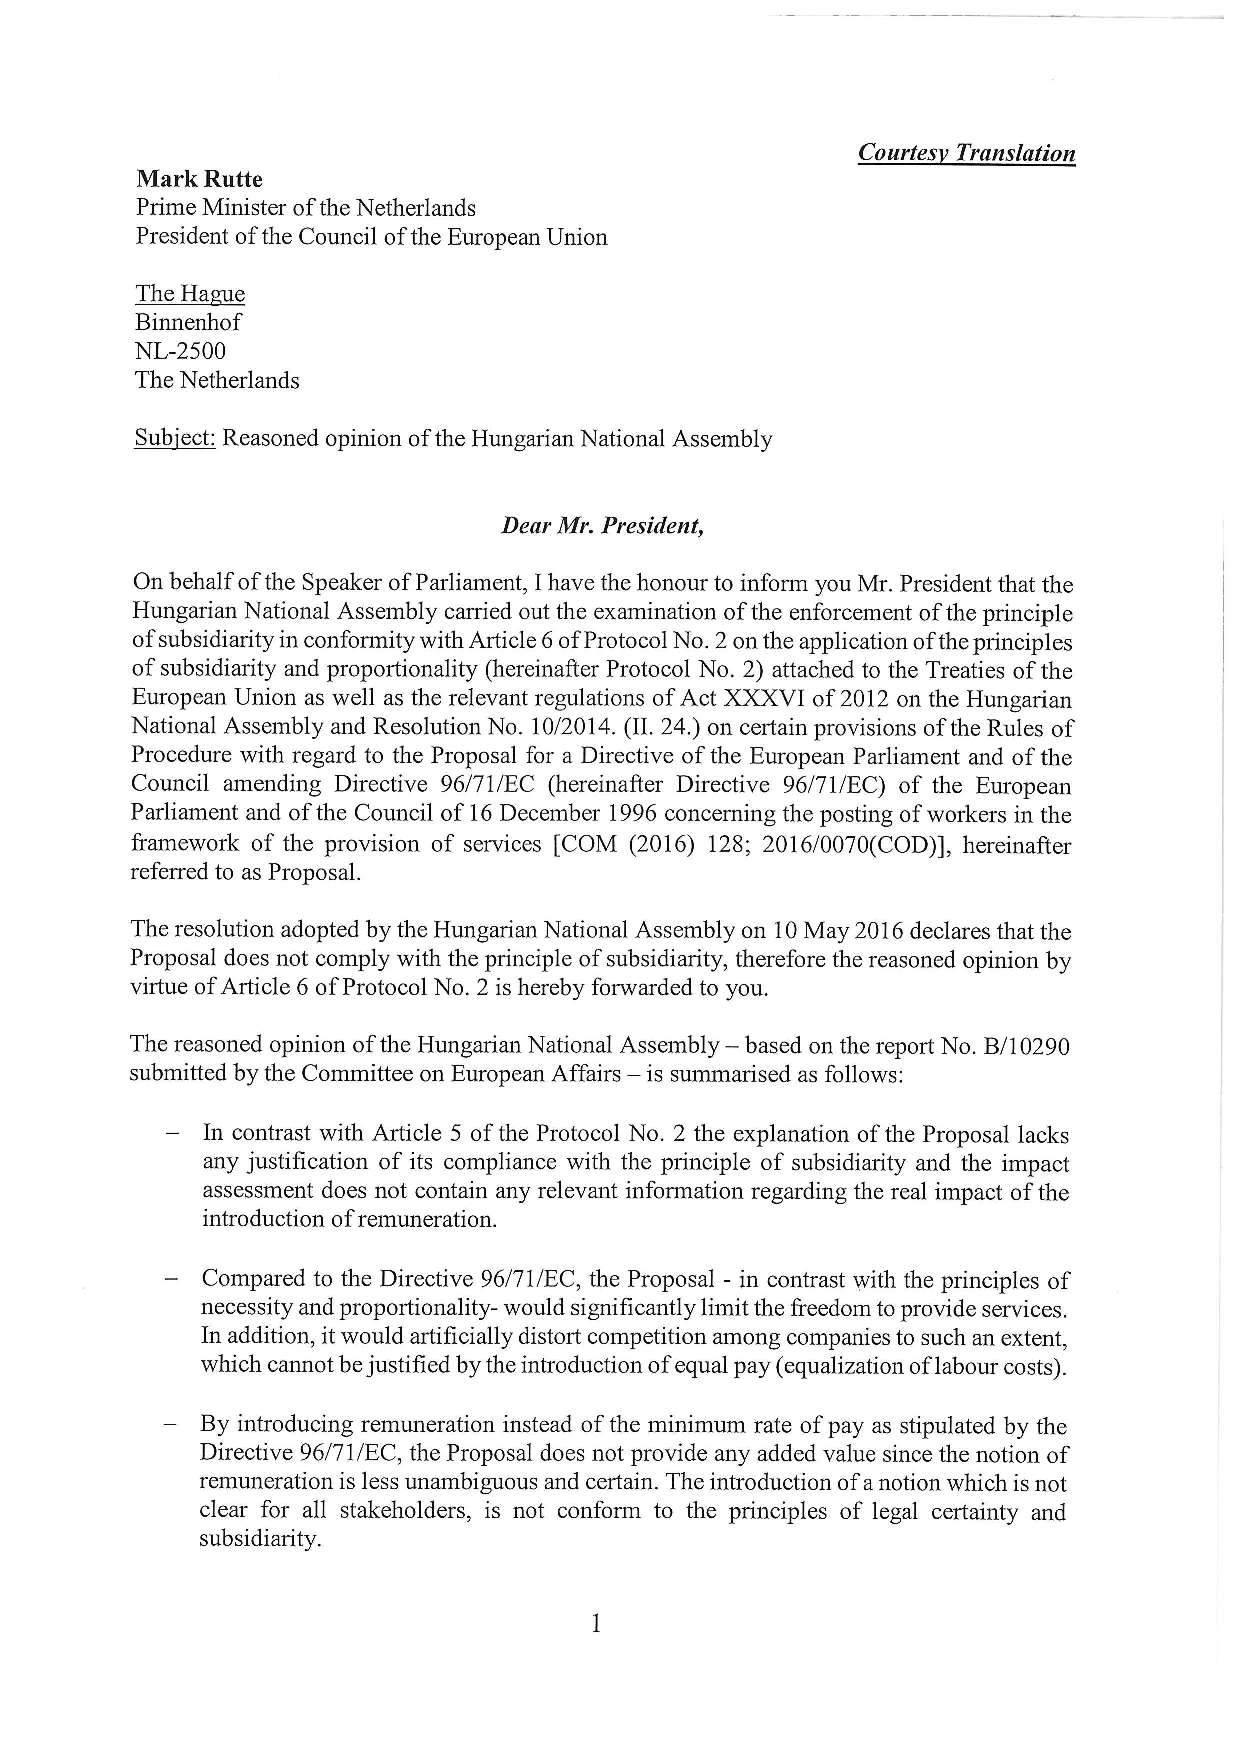 Courtesy Translation
Mark Rutte
Prime Minister of the Netherlands
President of the Council of the European Union
The Hague
Binnenhof
NL-2500
The Netherlands
Subject: Reasoned opinion of the Hungarian National Assembly
Dear Mr. President,
On behalf of the Speaker of Parliament, I have the honour to inform you Mr. President that the
Hungarian National Assembly carried out the examination of the enforcement of the principle
of subsidiarity in conformity with Article 6 of Protocol No. 2 on the application of the principles
of subsidiarity and proportionality (hereinafter Protocol No. 2) attached to the Treaties of the
European Union as well as the relevant regulations of Act XXXVI of 2012 on the Hungarian
National Assembly and Resolution No. 10/2014. (II. 24.) on certain provisions of the Rules of
Procedure with regard to the Proposal for a Directive of the European Parliament and of the
Council amending Directive 96/71/EC (hereinafter Directive 96/71/EC) of the European
Parliament and of the Council of 16 December 1996 concerning the posting of workers in the
framework of the provision of services [COM (2016) 128; 2016/0070(COD)], hereinafter
referred to as Proposal.
The resolution adopted by the Hungarian National Assembly on 10 May 2016 declares that the
Proposal does not comply with the principle of subsidiarity, therefore the reasoned opinion by
virtue of Article 6 of Protocol No. 2 is hereby forwarded to you.
The reasoned opinion of the Hungarian National Assembly – based on the report No. B/10290
submitted by the Committee on European Affairs – is summarised as follows:
– In contrast with Article 5 of the Protocol No. 2 the explanation of the Proposal lacks
any justification of its compliance with the principle of subsidiarity and the impact
assessment does not contain any relevant information regarding the real impact of the
introduction of remuneration.
– Compared to the Directive 96/71/EC, the Proposal - in contrast with the principles of
necessity and proportionality- would significantly limit the freedom to provide services.
In addition, it would artificially distort competition among companies to such an extent,
which cannot be justified by the introduction of equal pay (equalization of labour costs).
– By introducing remuneration instead of the minimum rate of pay as stipulated by the
Directive 96/71/EC, the Proposal does not provide any added value since the notion of
remuneration is less unambiguous and certain. The introduction of a notion which is not
clear for all stakeholders, is not conform to the principles of legal certainty and
subsidiarity.
1